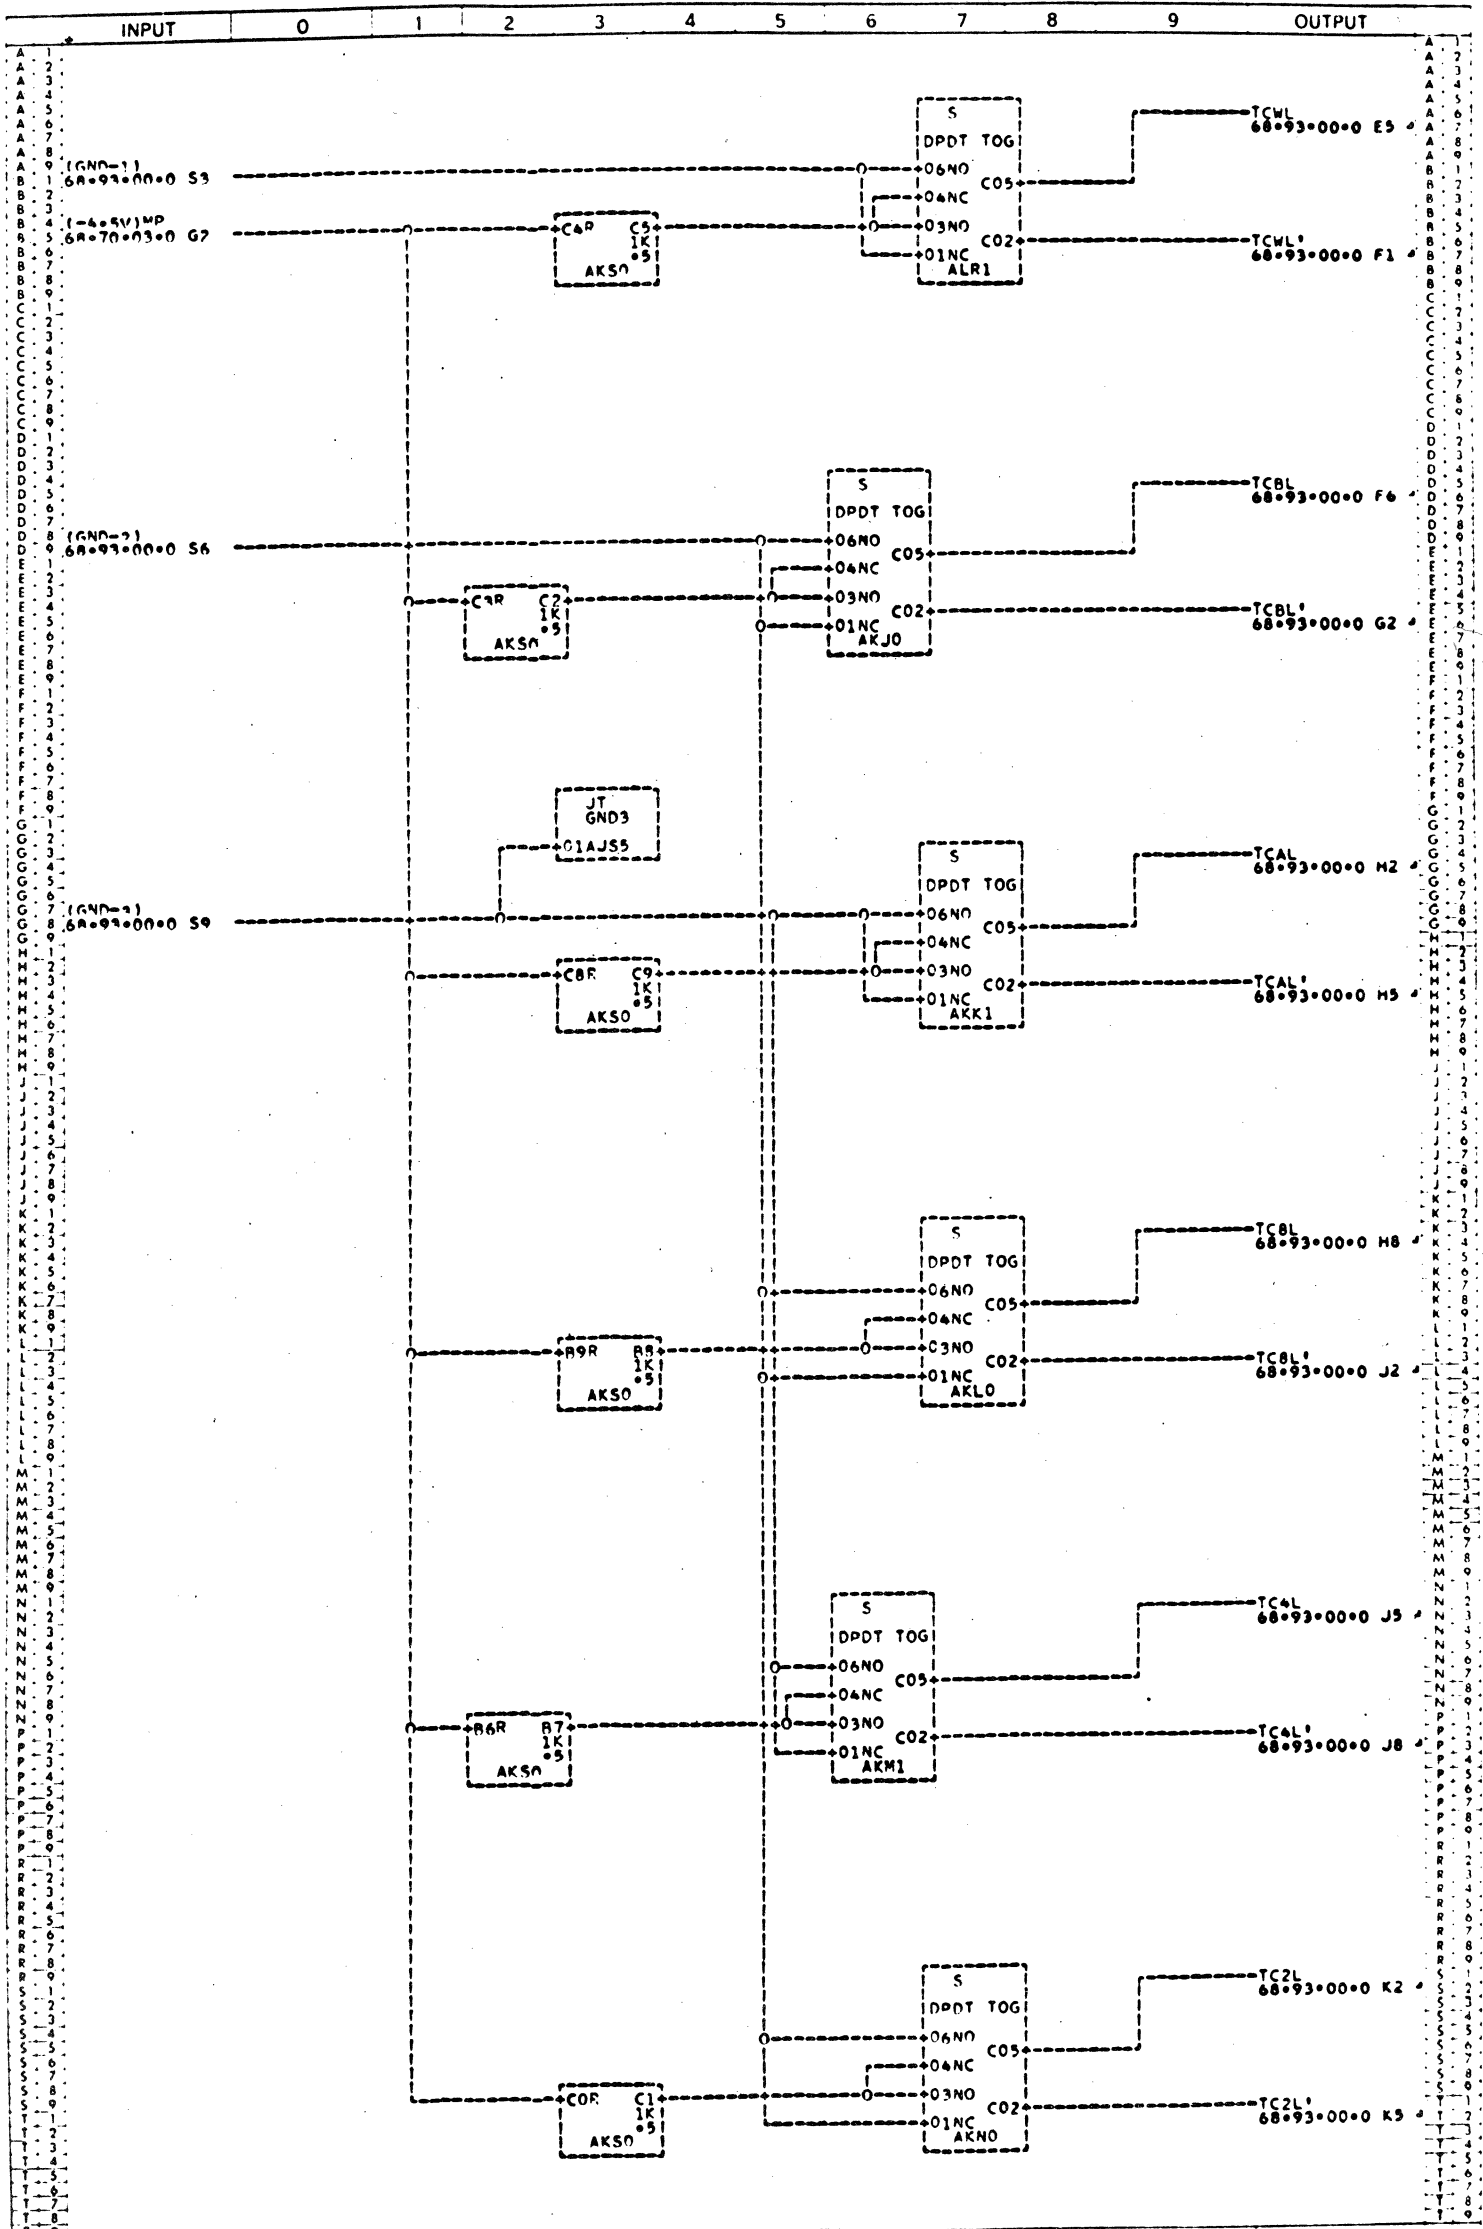 INPUT 0 1 2 3 4 5 6 7 8 9 OUTPUT
S
DPDT TOG
TCWL
68•93•00•0 E5
(GND-1)
68•93•00•0 S3
06NO
C05
04NC
(-4•5V)MP
68•70•03•0 G2
C4R C5
1K
•5
AKS0
03NO
C02
01NC
ALR1
TCWL'
68•93•00•0 F1
S
DPDT TOG
TCBL
68•93•00•0 F6
(GND-2)
68•93•00•0 S6
06NO
C05
04NC
C3R C2
1K
•5
AKS0
03NO
C02
01NC
AKJ0
TCBL'
68•93•00•0 G2
JT
GND3
01AJS5
S
DPDT TOG
TCAL
68•93•00•0 H2
(GND-3)
68•93•00•0 S9
06NO
C05
04NC
C8R C9
1K
•5
AKS0
03NO
C02
01NC
AKK1
TCAL'
68•93•00•0 H5
S
DPDT TOG
TC8L
68•93•00•0 H8
06NO
C05
04NC
B9R B8
1K
•5
AKS0
03NO
C02
01NC
AKL0
TC8L'
68•93•00•0 J2
S
DPDT TOG
TC4L
68•93•00•0 J5
06NO
C05
04NC
B6R B7
1K
•5
AKS0
03NO
C02
01NC
AKM1
TC4L'
68•93•00•0 J8
S
DPDT TOG
TC2L
68•93•00•0 K2
06NO
C05
04NC
C0R C1
1K
•5
AKS0
03NO
C02
01NC
AKN0
TC2L'
68•93•00•0 K5